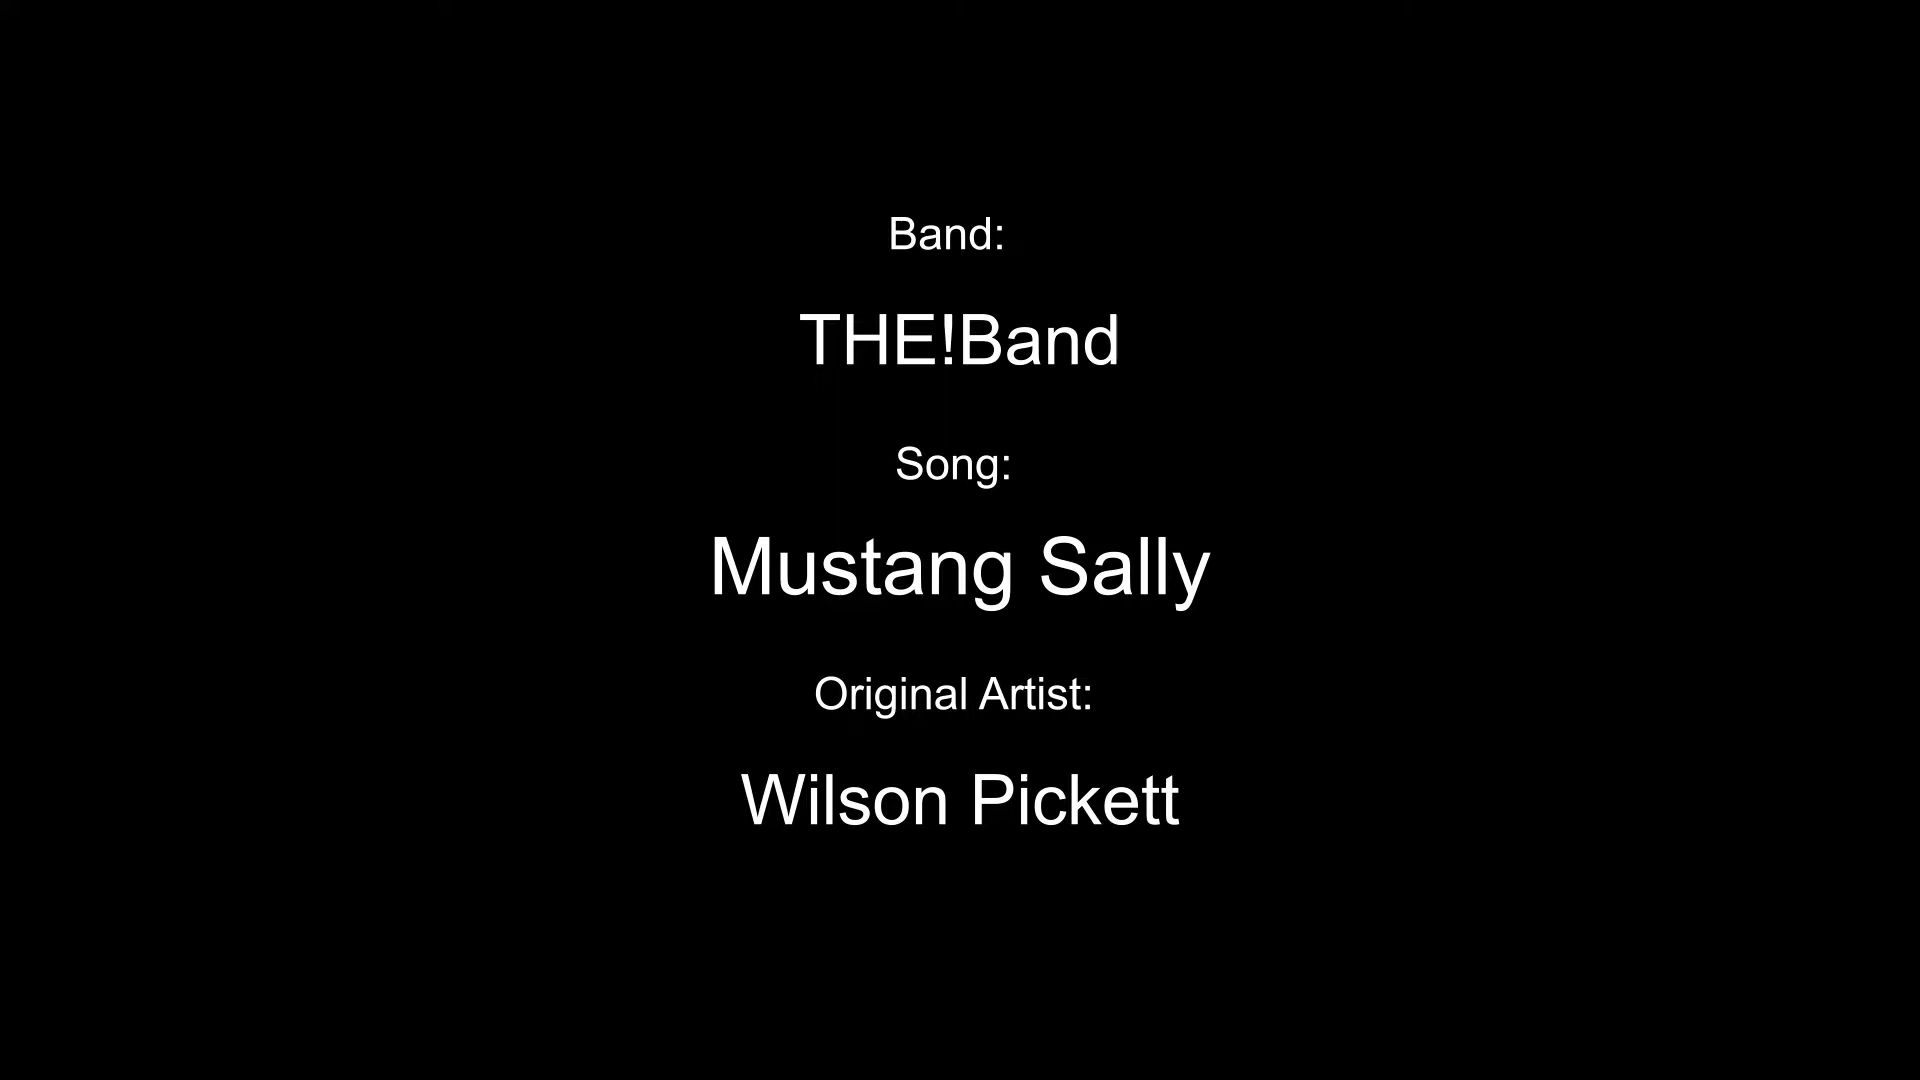 Band:
THE!Band
Song:
Mustang Sally
Original Artist:
Wilson Pickett